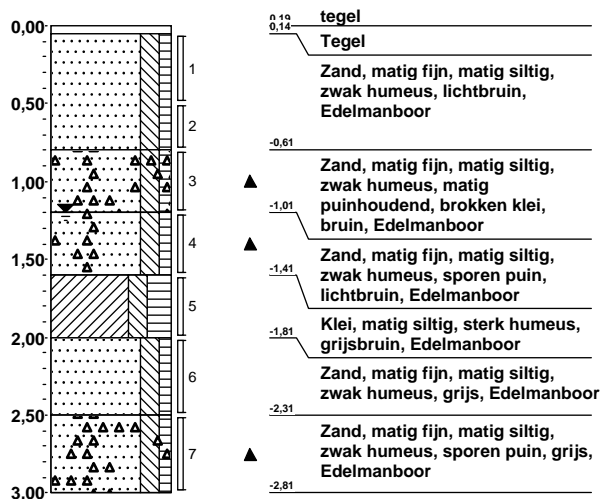 0,00
0,50
1,00
1,50
2,00
2,50
3,00
1
2
3
4
5
6
7
0,19 tegel
0,14
Tegel
Zand, matig fijn, matig siltig,
zwak humeus, lichtbruin,
Edelmanboor
-0,61
Zand, matig fijn, matig siltig,
zwak humeus, matig
puinhoudend, brokken klei,
bruin, Edelmanboor
-1,01
Zand, matig fijn, matig siltig,
zwak humeus, sporen puin,
lichtbruin, Edelmanboor
-1,41
Klei, matig siltig, sterk humeus,
grijsbruin, Edelmanboor
-1,81
Zand, matig fijn, matig siltig,
zwak humeus, grijs, Edelmanboor
-2,31
Zand, matig fijn, matig siltig,
zwak humeus, sporen puin, grijs,
Edelmanboor
-2,81